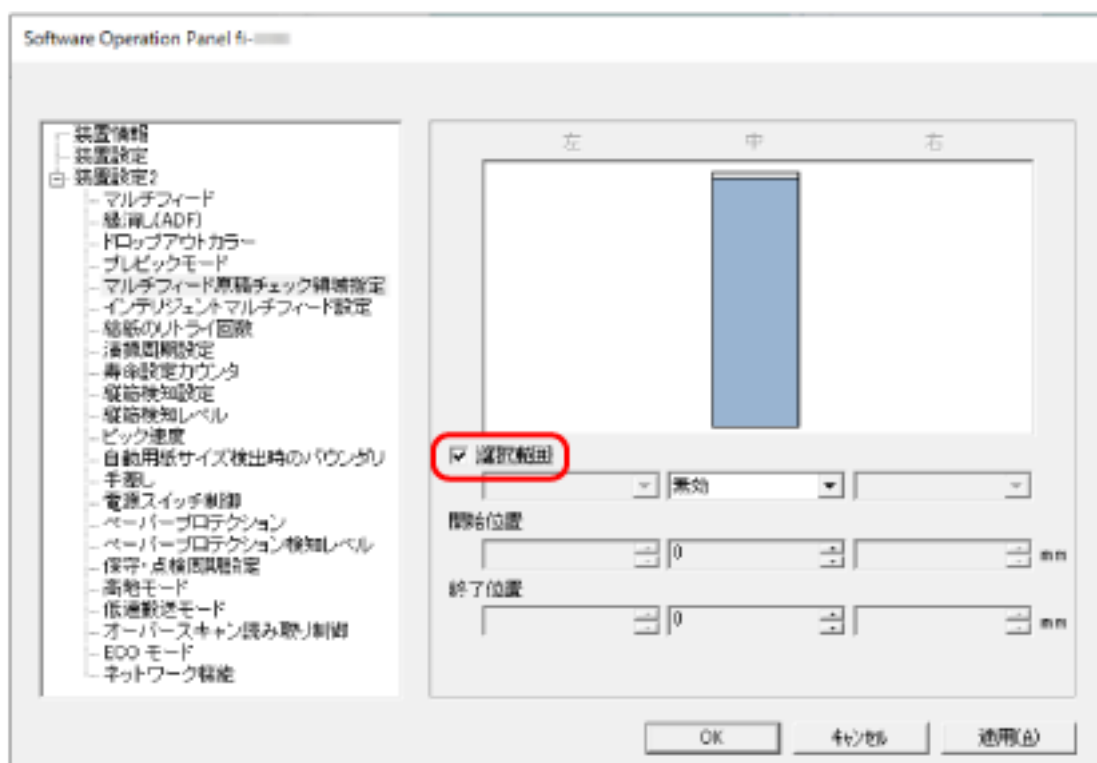 Software Operation Panel fi-
装置情報
装置設定
装置設定2
マルチフィード
縁消し(ADF)
ドロップアウトカラー
プレピックモード
マルチフィード原稿チェック領域指定
インテリジェントマルチフィード設定
給紙のリトライ回数
清掃周期設定
寿命設定カウンタ
縦筋検知設定
縦筋検知レベル
ピック速度
自動用紙サイズ検出時のバウンダリ
手差し
電源スイッチ制御
ペーパープロテクション
ペーパープロテクション検知レベル
保守・点検周期設定
高地モード
低速搬送モード
オーバースキャン読み取り制御
ECO モード
ネットワーク機能
左 中 右
選択範囲
無効
開始位置
0 mm
終了位置
0 mm
OK キャンセル 適用(A)